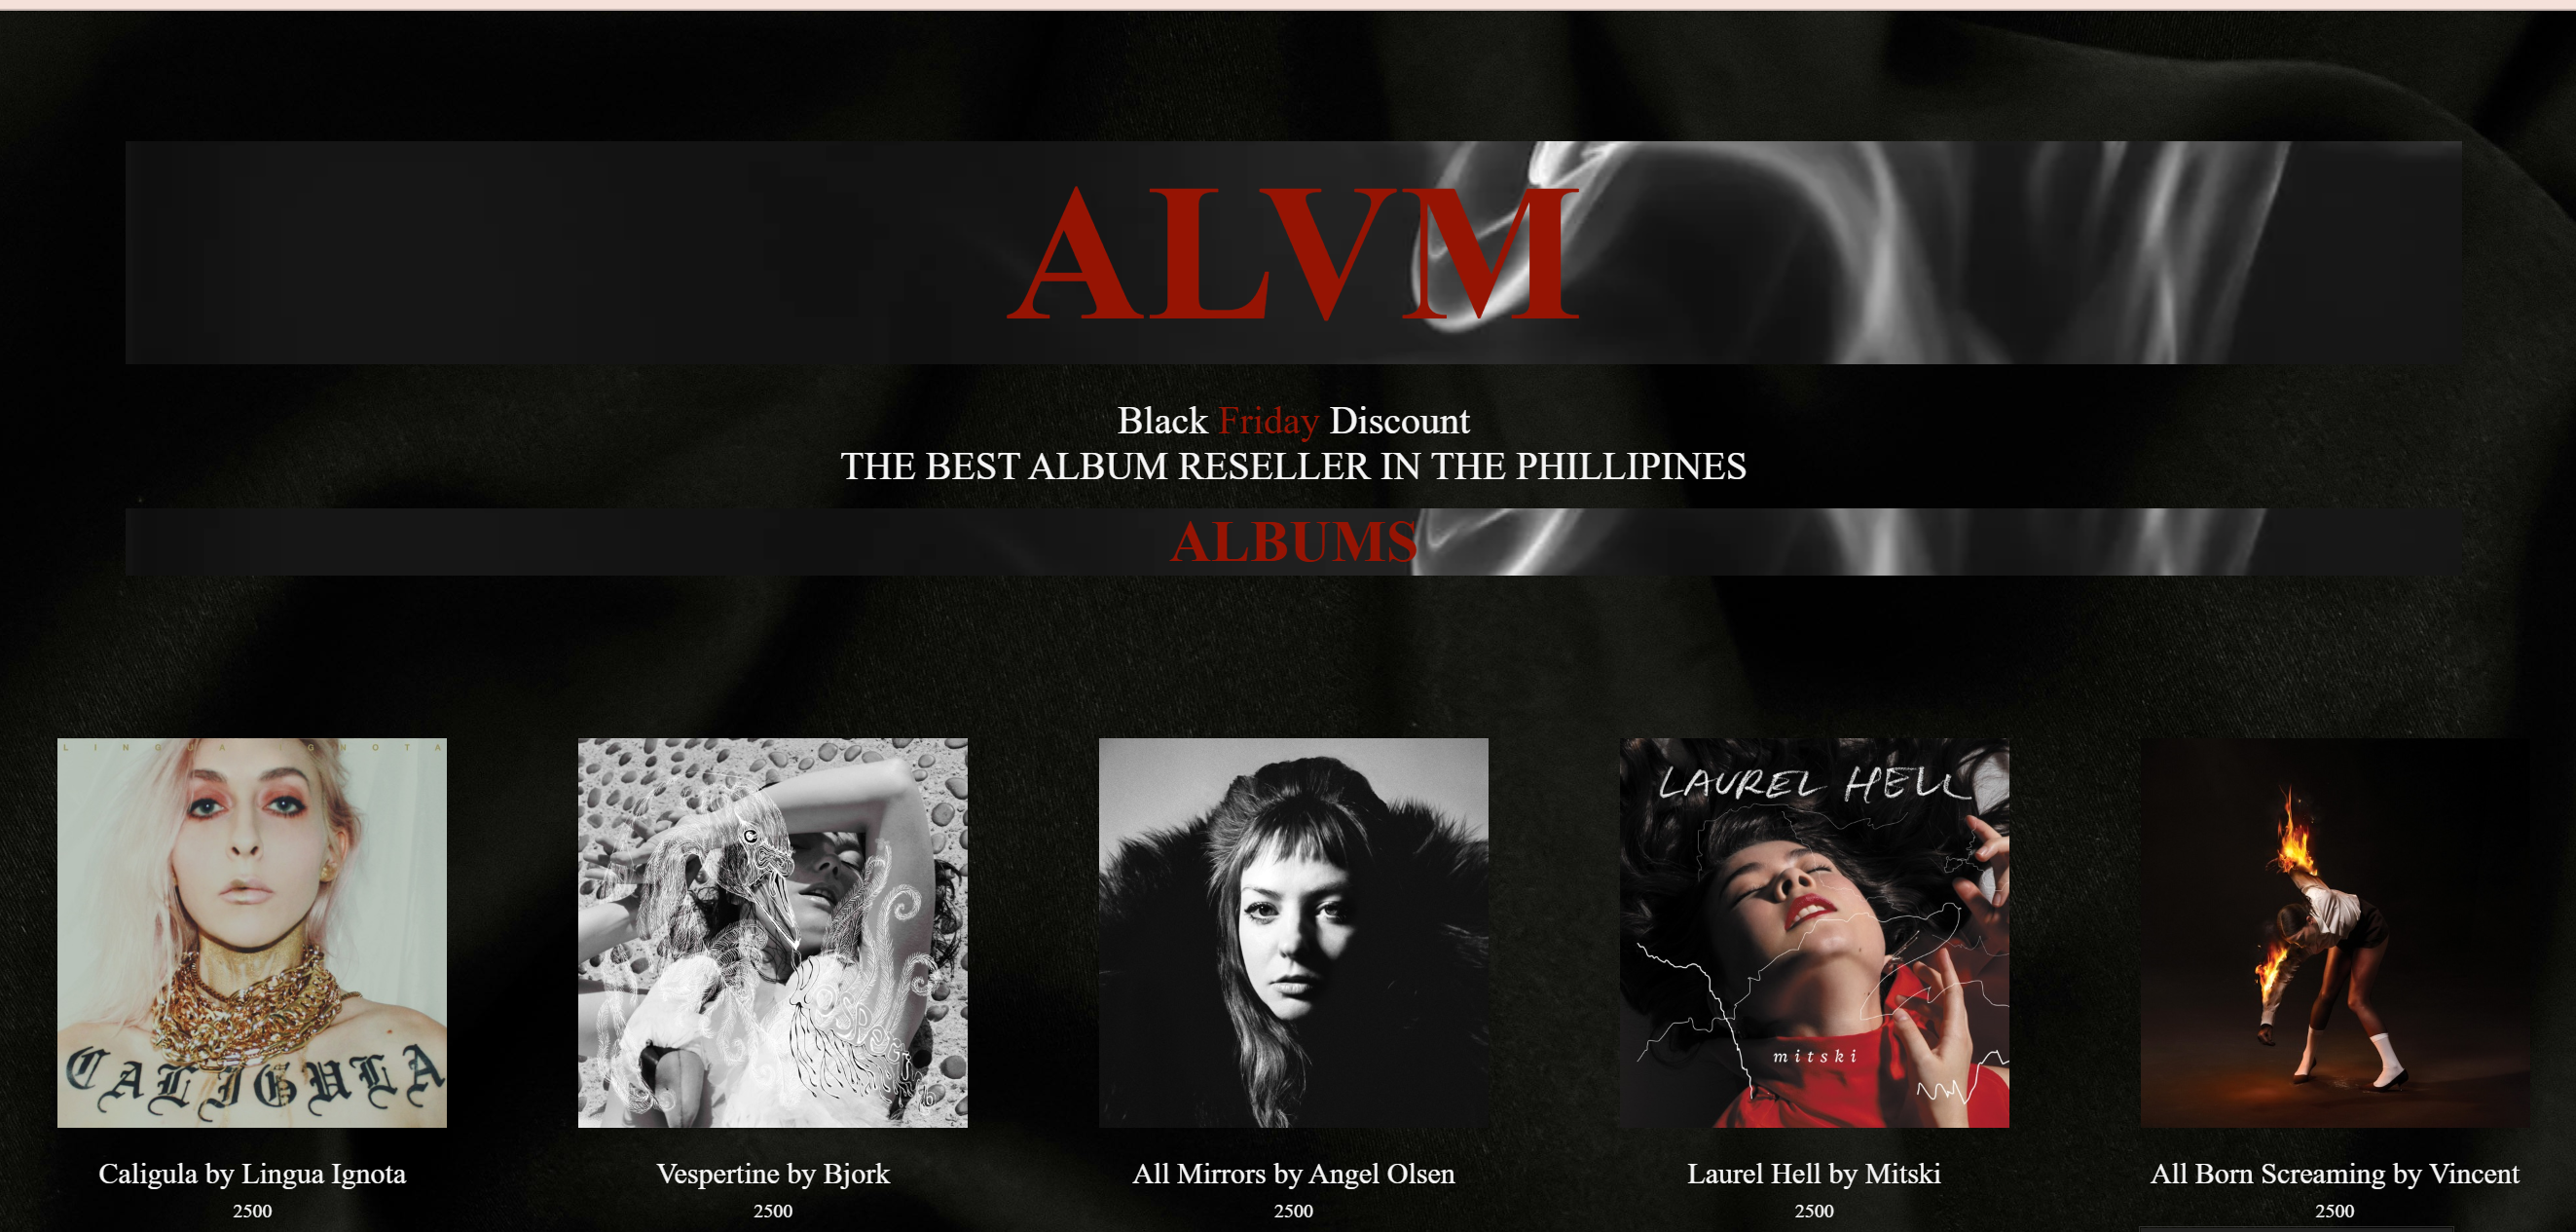 ALVM
Black Friday Discount
THE BEST ALBUM RESELLER IN THE PHILLIPINES
ALBUMS
LINGUA IGNOTA
CALIGULA
vespertine
LAUREL HELL
mitski
Caligula by Lingua Ignota
2500
Vespertine by Bjork
2500
All Mirrors by Angel Olsen
2500
Laurel Hell by Mitski
2500
All Born Screaming by Vincent
2500